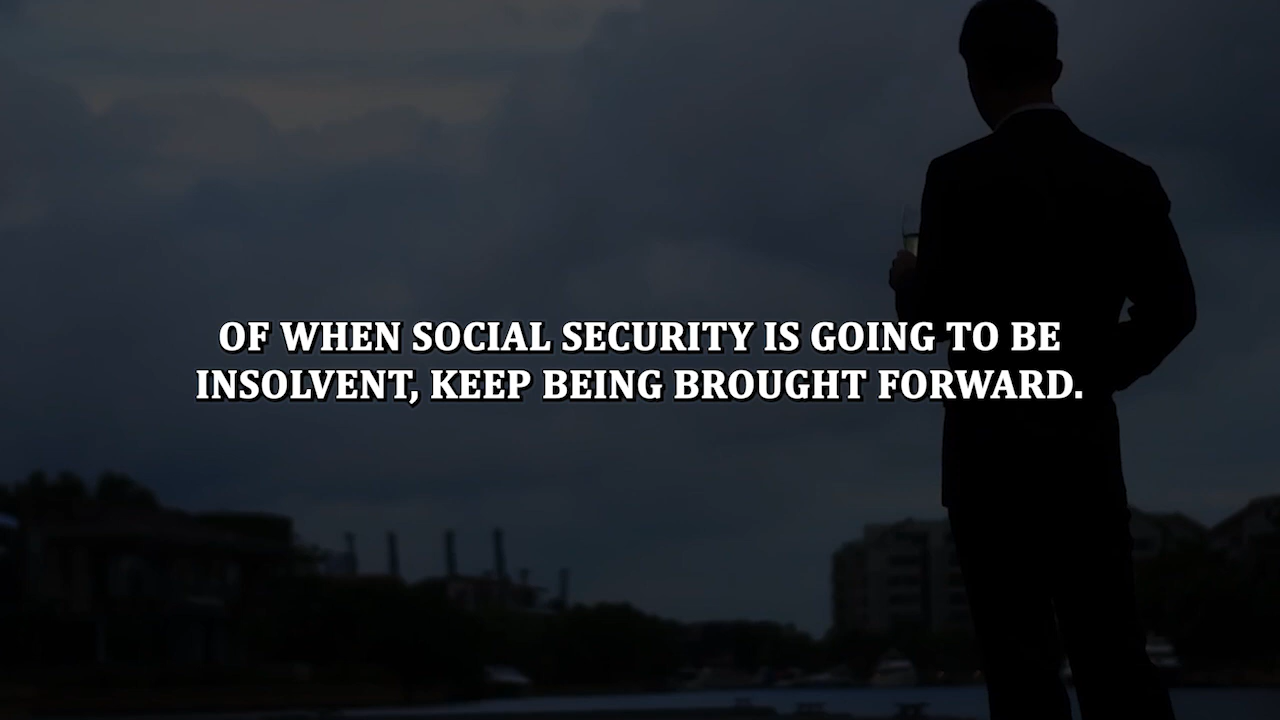 OF WHEN SOCIAL SECURITY IS GOING TO BE
INSOLVENT, KEEP BEING BROUGHT FORWARD.